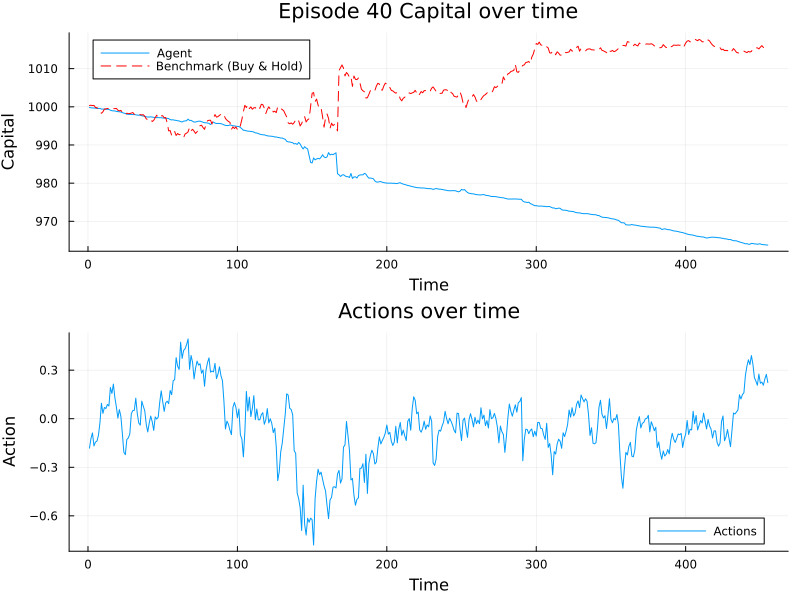 Episode 40 Capital over time
Capital
1010
1000
990
980
970
Agent
Benchmark (Buy & Hold)
0 100 200 300 400
Time
Actions over time
Action
0.3
0.0
−0.3
−0.6
Actions
0 100 200 300 400
Time